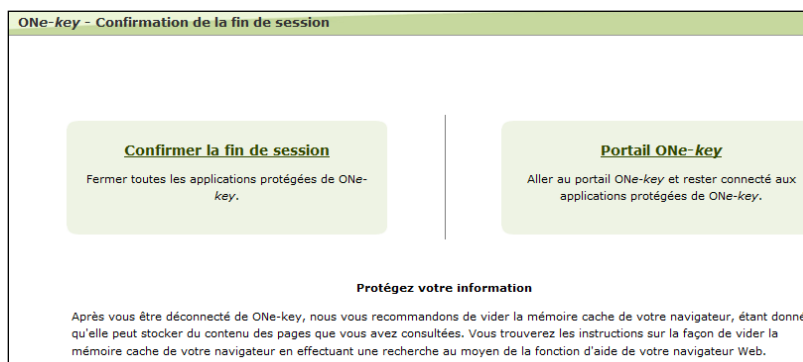 ONe-key - Confirmation de la fin de session
Confirmer la fin de session
Fermer toutes les applications protégées de ONe-
key.
Portail ONe-key
Aller au portail ONe-key et rester connecté aux
applications protégées de ONe-key.
Protégez votre information
Après vous être déconnecté de ONe-key, nous vous recommandons de vider la mémoire cache de votre navigateur, étant donné
qu'elle peut stocker du contenu des pages que vous avez consultées. Vous trouverez les instructions sur la façon de vider la
mémoire cache de votre navigateur en effectuant une recherche au moyen de la fonction d'aide de votre navigateur Web.